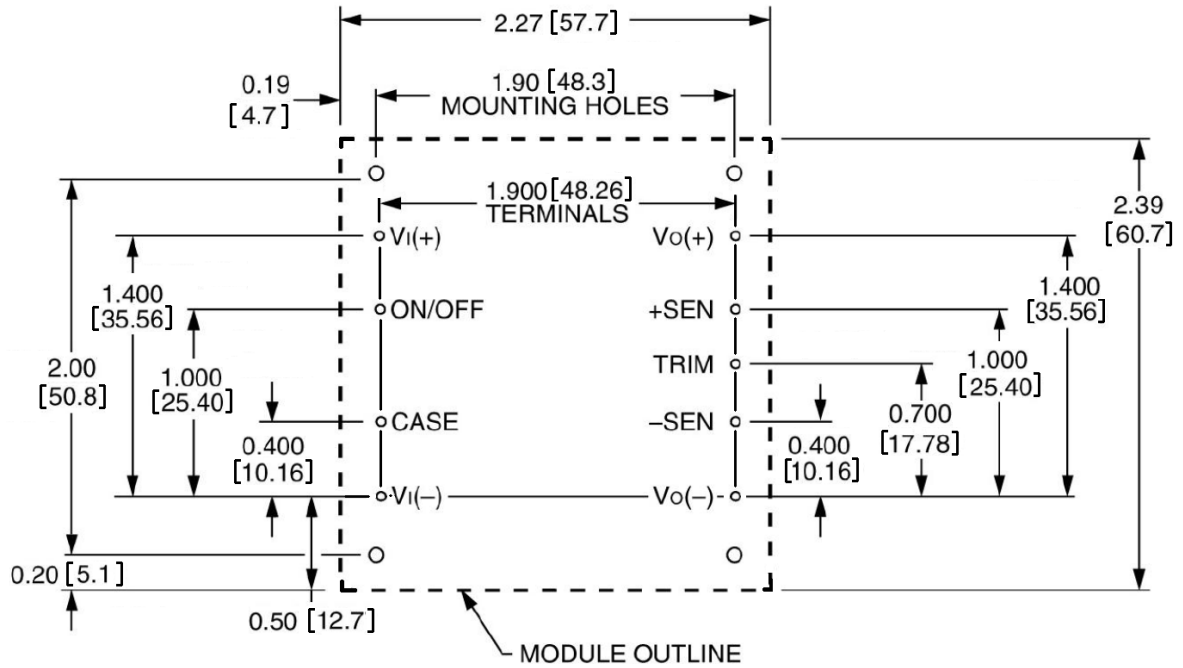 2.27 [57.7]
0.19
[4.7]
1.90 [48.3]
MOUNTING HOLES
1.900 [48.26]
TERMINALS
2.39
[60.7]
VI(+)
VO(+)
1.400
[35.56]
1.400
[35.56]
ON/OFF
+SEN
2.00
[50.8]
1.000
[25.40]
TRIM
1.000
[25.40]
CASE
–SEN
0.700
[17.78]
0.400
[10.16]
0.400
[10.16]
VI(–)
VO(–)
0.20 [5.1]
0.50 [12.7]
MODULE OUTLINE